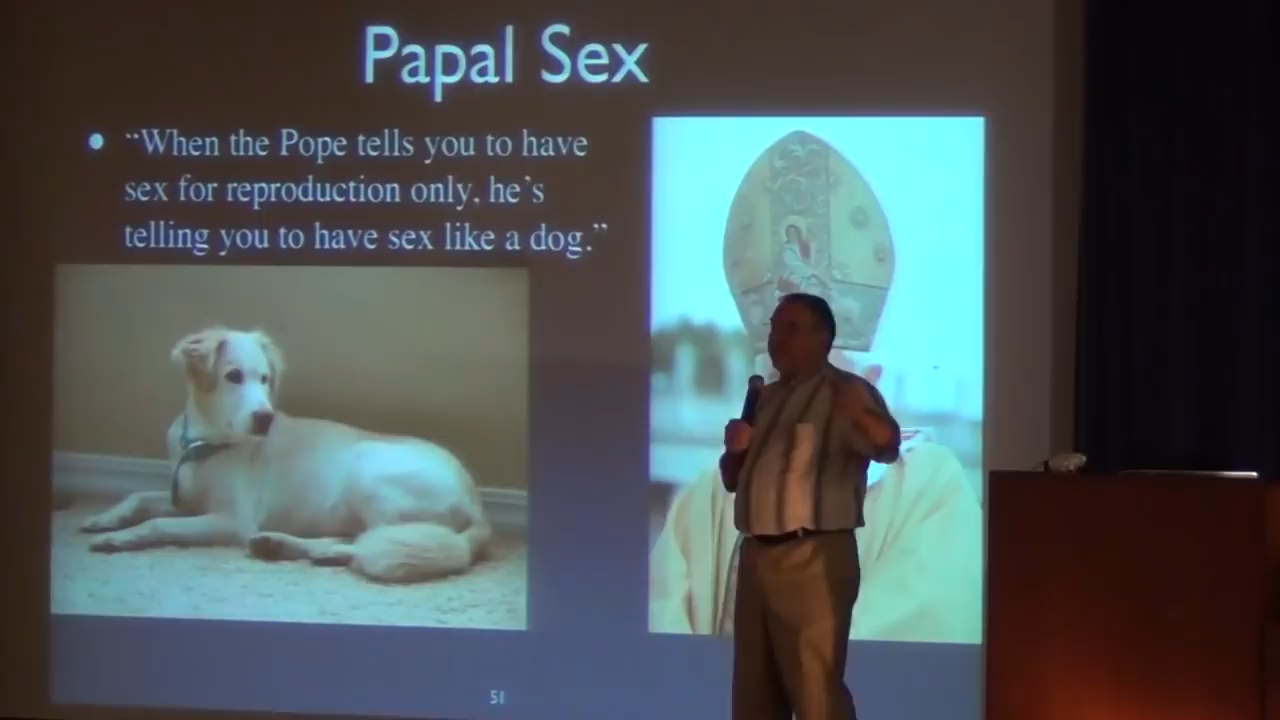 Papal Sex
• “When the Pope tells you to have
sex for reproduction only, he’s
telling you to have sex like a dog.”
51